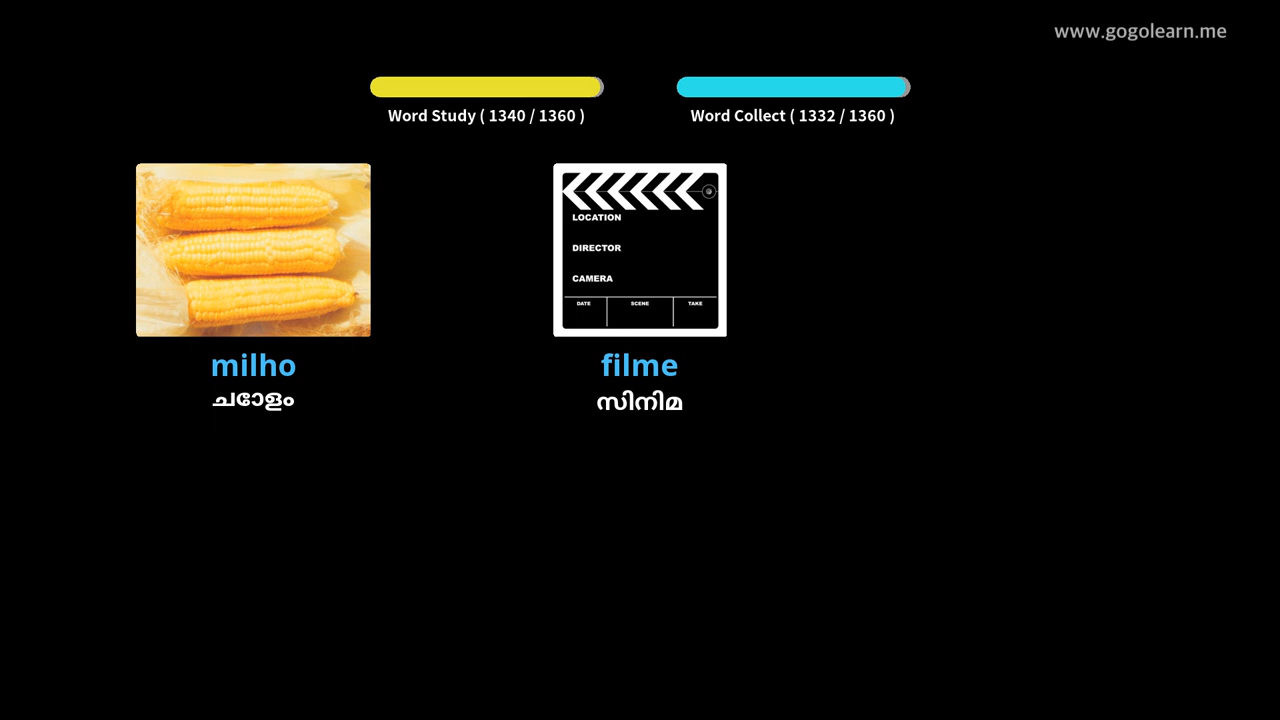 www.gogolearn.me
Word Study ( 1340 / 1360 )
Word Collect ( 1332 / 1360 )
LOCATION
DIRECTOR
CAMERA
DATE SCENE TAKE
milho
filme
ചോളം
സിനിമ